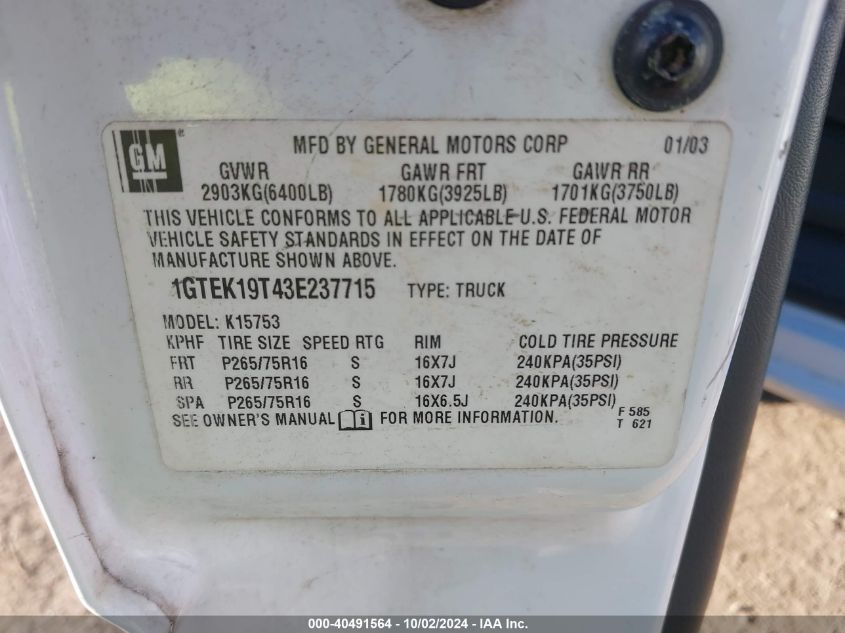 GM
MFD BY GENERAL MOTORS CORP 01/03
GVWR GAWR FRT GAWR RR
2903KG(6400LB) 1780KG(3925LB) 1701KG(3750LB)
THIS VEHICLE CONFORMS TO ALL APPLICABLE U.S. FEDERAL MOTOR
VEHICLE SAFETY STANDARDS IN EFFECT ON THE DATE OF
MANUFACTURE SHOWN ABOVE.
1GTEK19T43E237715 TYPE: TRUCK
MODEL: K15753
KPHF TIRE SIZE SPEED RTG RIM COLD TIRE PRESSURE
FRT P265/75R16 S 16X7J 240KPA(35PSI)
RR P265/75R16 S 16X7J 240KPA(35PSI)
SPA P265/75R16 S 16X6.5J 240KPA(35PSI)
SEE OWNER'S MANUAL i FOR MORE INFORMATION.
F 585
T 621
000-40491564 - 10/02/2024 - IAA Inc.